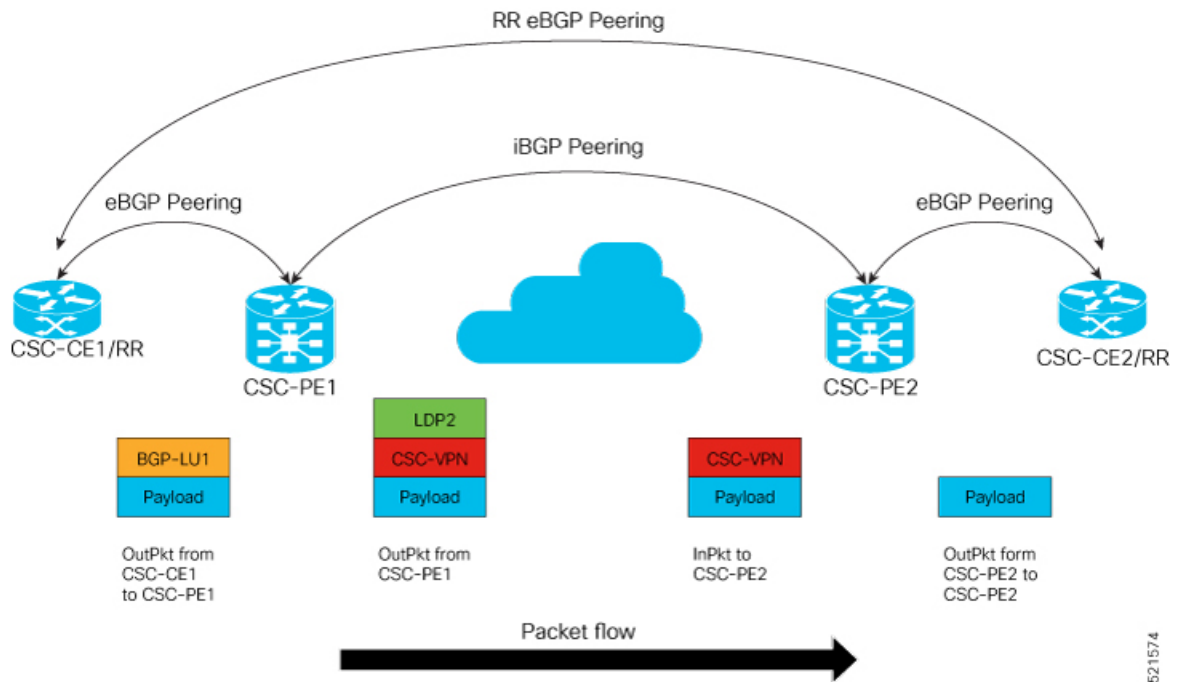 RR eBGP Peering
iBGP Peering
eBGP Peering
eBGP Peering
CSC-CE1/RR
CSC-PE1
CSC-PE2
CSC-CE2/RR
LDP2
BGP-LU1
CSC-VPN
CSC-VPN
Payload
Payload
Payload
Payload
OutPkt from
CSC-CE1
to CSC-PE1
OutPkt from
CSC-PE1
InPkt to
CSC-PE2
OutPkt form
CSC-PE2 to
CSC-PE2
Packet flow
521574